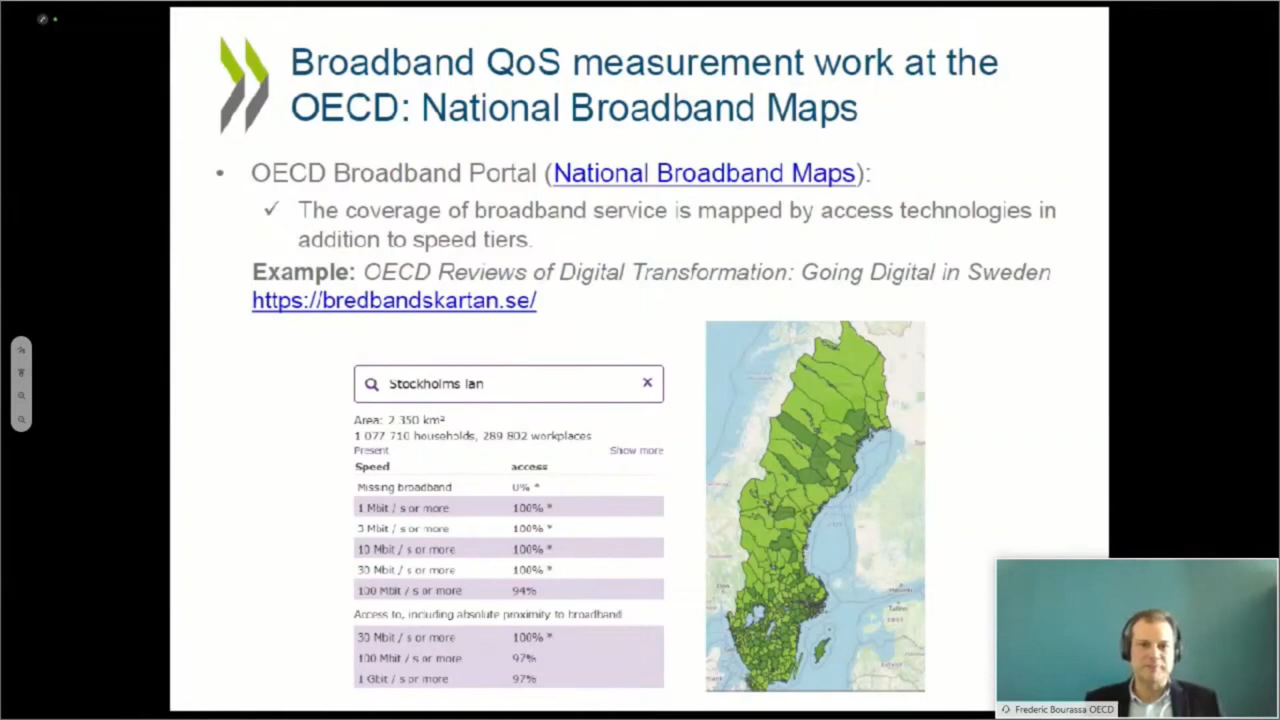 Broadband QoS measurement work at the
OECD: National Broadband Maps
• OECD Broadband Portal (National Broadband Maps):
✓ The coverage of broadband service is mapped by access technologies in
addition to speed tiers.
Example: OECD Reviews of Digital Transformation: Going Digital in Sweden
https://bredbandskartan.se/
Stockholms lan
Area: 2 350 km²
1 077 710 households, 289 802 workplaces
Present Show more
Speed access
Missing broadband 0% *
1 Mbit / s or more 100% *
3 Mbit / s or more 100% *
10 Mbit / s or more 100% *
30 Mbit / s or more 100% *
100 Mbit / s or more 94%
Access to, including absolute proximity to broadband
30 Mbit / s or more 100% *
100 Mbit / s or more 97%
1 Gbit / s or more 97%
Tallinn
Frederic Bourassa OECD